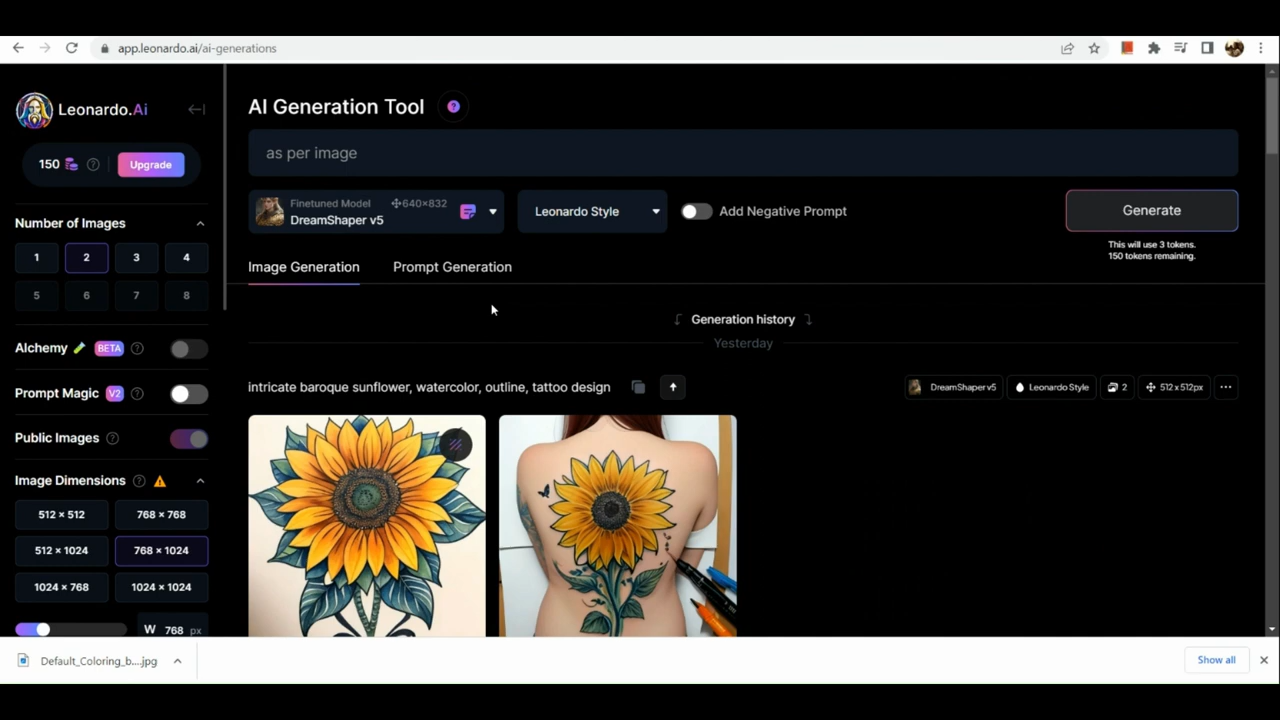 app.leonardo.ai/ai-generations
Leonardo.Ai
150 Upgrade
Number of Images
1 2 3 4
5 6 7 8
Alchemy BETA
Prompt Magic V2
Public Images
Image Dimensions
512 × 512 768 × 768
512 × 1024 768 × 1024
1024 × 768 1024 × 1024
W 768 px
AI Generation Tool
as per image
Finetuned Model 640×832
DreamShaper v5
Leonardo Style
Add Negative Prompt
Generate
This will use 3 tokens.
150 tokens remaining.
Image Generation Prompt Generation
Generation history
Yesterday
intricate baroque sunflower, watercolor, outline, tattoo design
DreamShaper v5 Leonardo Style 2 512 x 512px
Default_Coloring_b....jpg
Show all